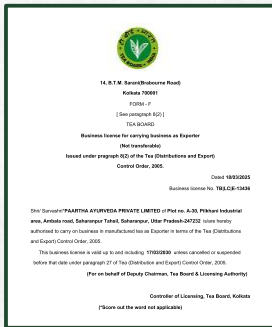 14, B.T.M. Sarani(Brabourne Road)
Kolkata 700001
FORM - F
[ See paragraph 8(2) ]
TEA BOARD
Business license for carrying business as Exporter
(Not transferable)
Issued under pragraph 8(2) of the Tea (Distributions and Export)
Control Order, 2005.
Dated 18/03/2025
Business license No. TB|LC|E-13436
Shri/ Sarvashri*PAARTHA AYURVEDA PRIVATE LIMITED of Plot no. A-30, Pilkhani Industrial
area, Ambala road, Saharanpur Tahsil, Saharanpur, Uttar Pradesh-247232 is/are hereby
authorised to carry on business in manufactured tea as Exporter in terms of the Tea (Distributions
and Export) Control Order, 2005.
This business license is valid up to and including 17/03/2030 unless cancelled or suspended
before that date under paragraph 27 of Tea (Distribution and Export) Control Order, 2005.
(For on behalf of Deputy Chairman, Tea Board & Licensing Authority)
Controller of Licensing, Tea Board, Kolkata
(*Score out the word not applicable)